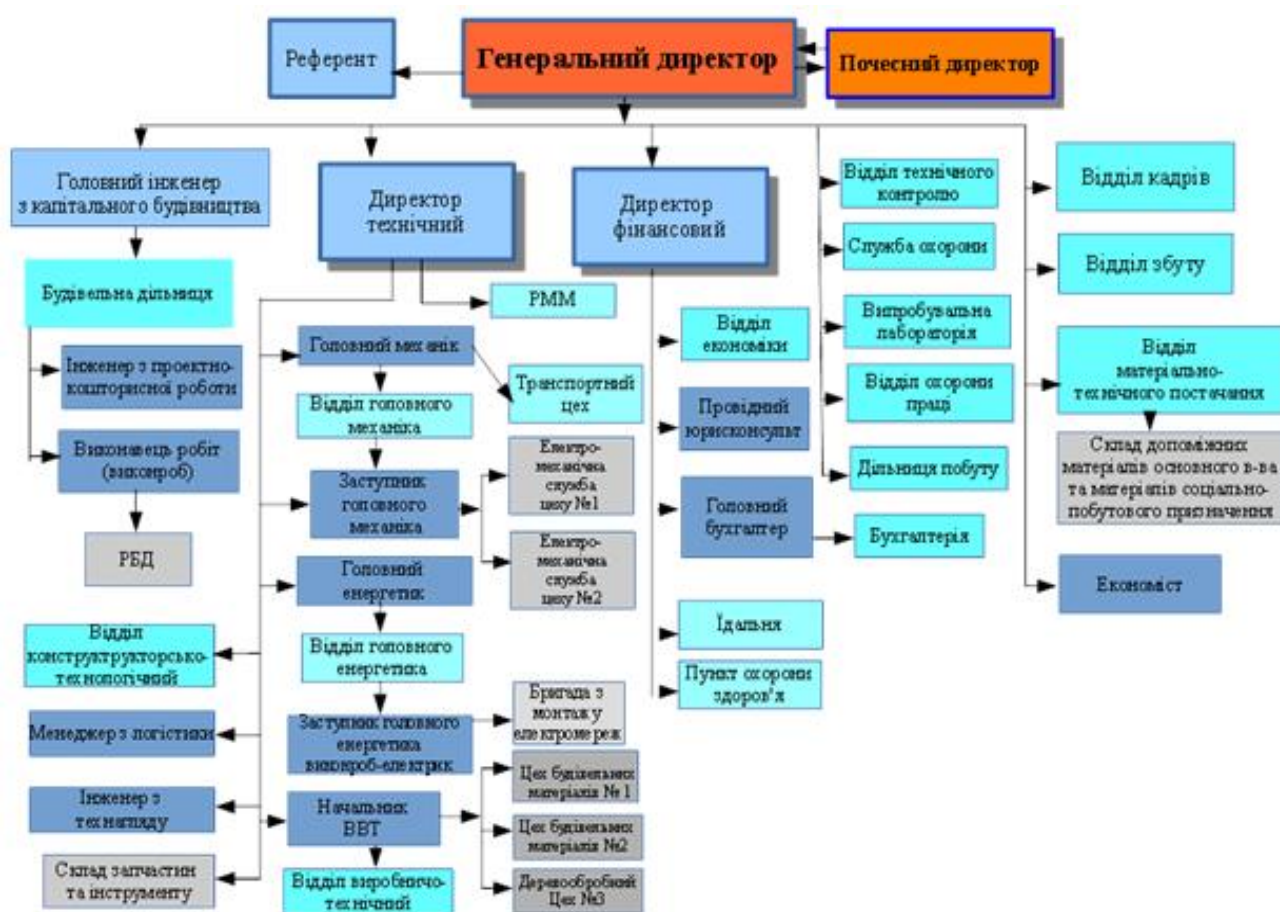 Референт
Генеральний директор
Почесний директор
Головний інженер
з капітального будівництва
Директор
технічний
Директор
фінансовий
Відділ технічного
контролю
Відділ кадрів
Служба охорони
Відділ збуту
Будівельна дільниця
РММ
Випробувальна
лабораторія
Відділ
економіки
Головний механік
Інженер з проектно-
кошторисної роботи
Транспортний
цех
Відділ
матеріально-
технічного постачання
Відділ охорони
праці
Провідний
юрисконсульт
Відділ головного
механіка
Виконавець робіт
(виконроб)
Електро-
механічна
служба
цеху №1
Склад допоміжних
матеріалів основного в-ва
та матеріалів соціально-
побутового призначення
Дільниця побуту
Заступник
головного
механіка
Головний
бухгалтер
Бухгалтерія
РБД
Електро-
механічна
служба
цеху №2
Головний
енергетик
Економіст
Їдальня
Відділ
конструктрукторсько-
технологічний
Відділ головного
енергетика
Пункт охорони
здоров'я
Бригада з
монтажу
електромереж
Менеджер з логістики
Заступник головного
енергетика
виконроб-електрик
Цех будівельних
матеріалів № 1
Інженер з
технагляду
Начальник
ВВТ
Цех будівельних
матеріалів №2
Склад запчастин
та інструменту
Відділ виробничо-
технічний
Деревообробний
Цех №3